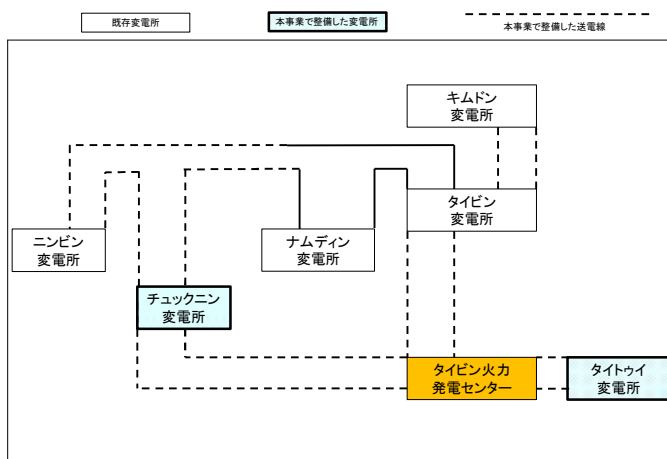 既存変電所
本事業で整備した変電所
本事業で整備した送電線
キムドン
変電所
タイビン
変電所
ニンビン
変電所
ナムディン
変電所
チュックニン
変電所
タイビン火力
発電センター
タイトゥイ
変電所